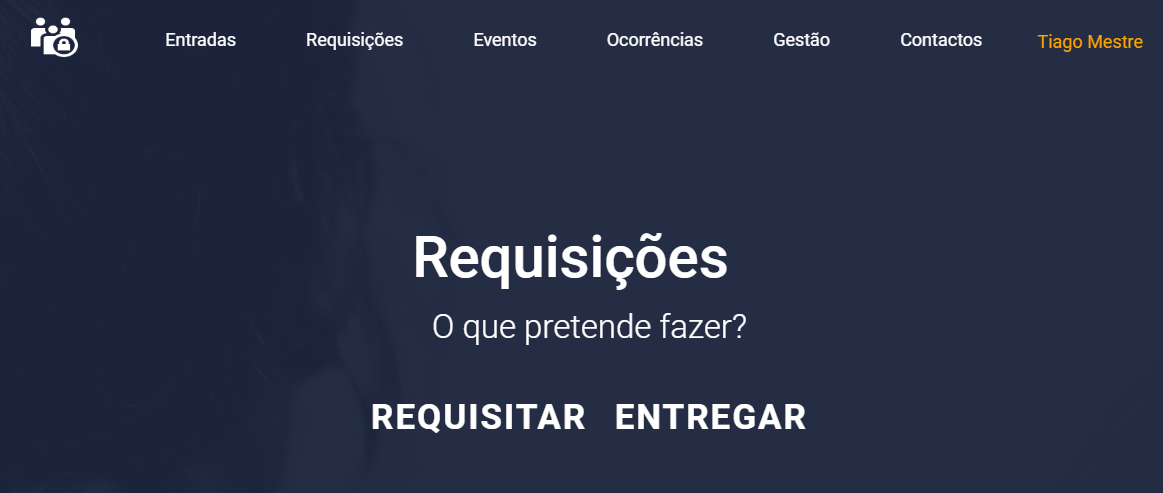 Entradas Requisições Eventos Ocorrências Gestão Contactos Tiago Mestre
Requisições
O que pretende fazer?
REQUISITAR ENTREGAR